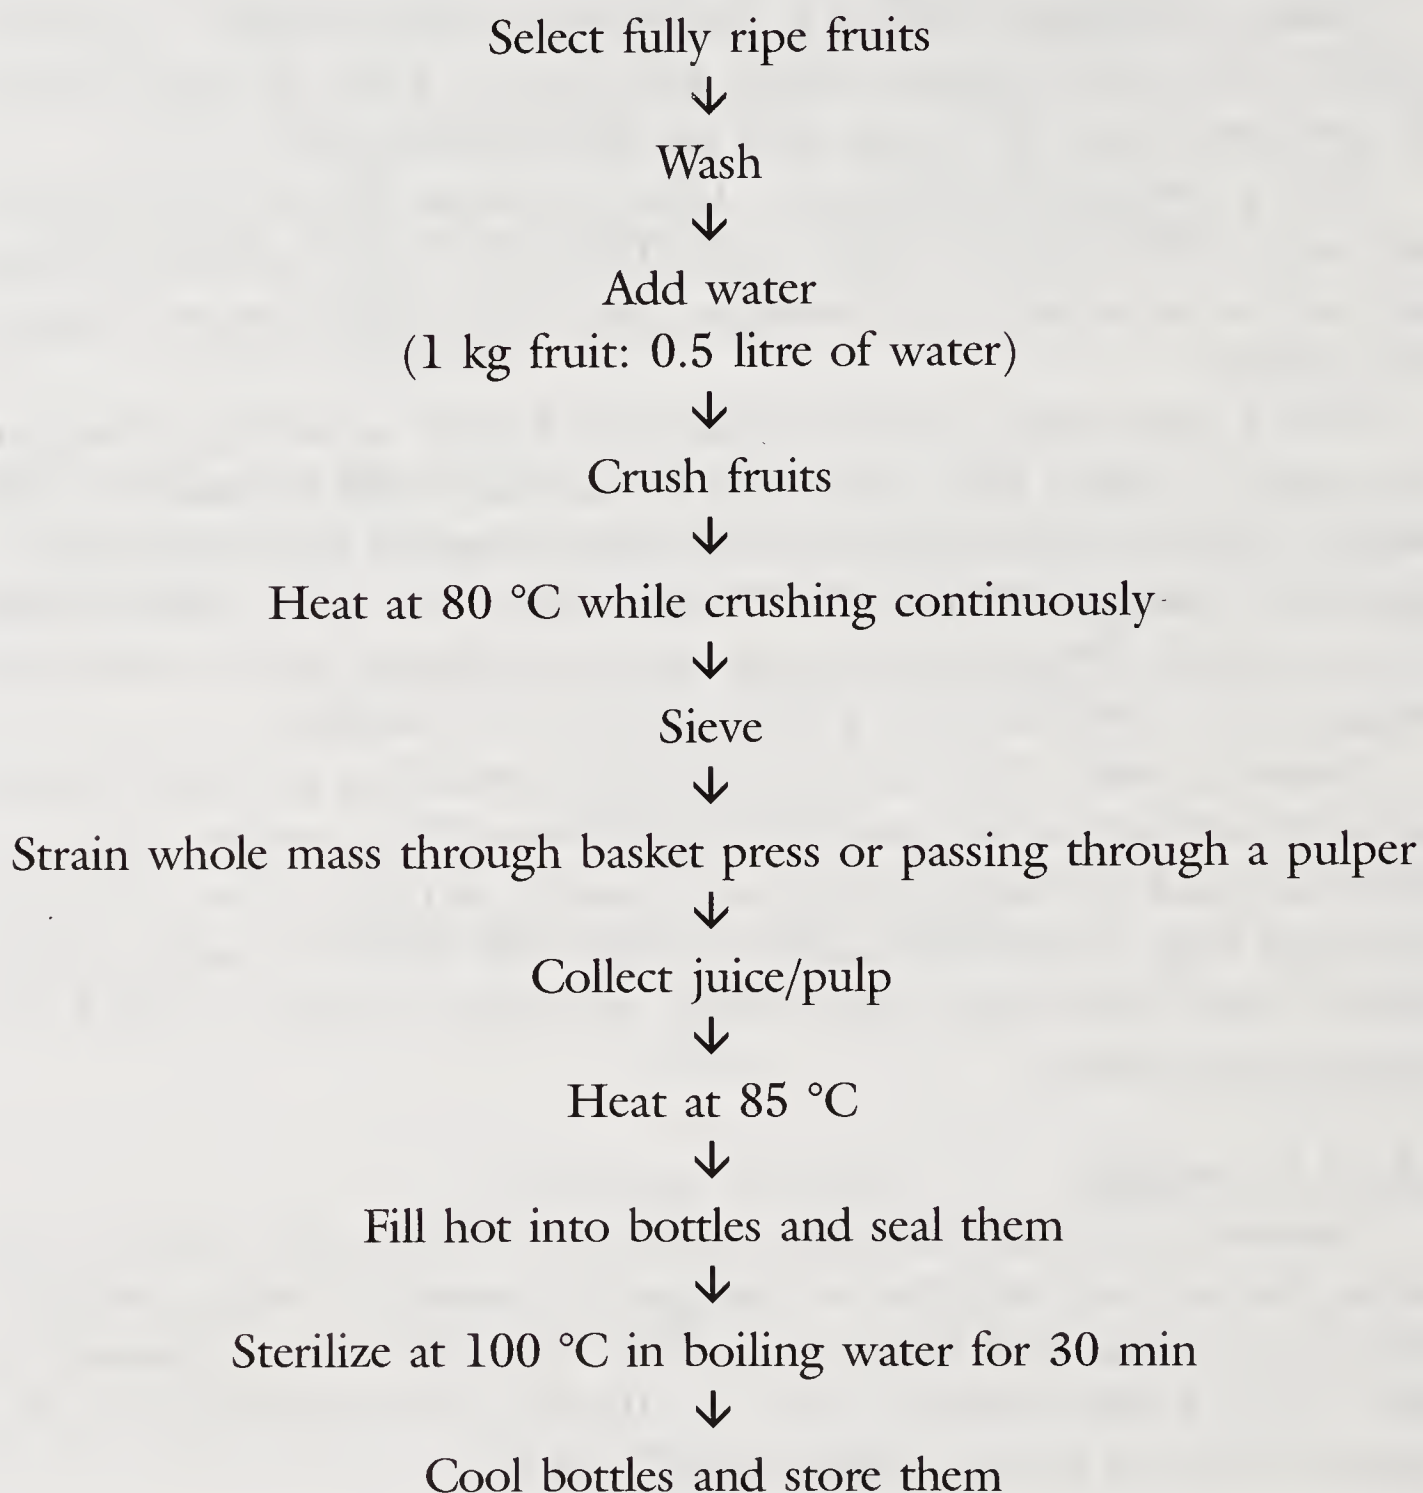 Select fully ripe fruits
↓
Wash
↓
Add water
(1 kg fruit: 0.5 litre of water)
↓
Crush fruits
↓
Heat at 80 °C while crushing continuously
↓
Sieve
↓
Strain whole mass through basket press or passing through a pulper
↓
Collect juice/pulp
↓
Heat at 85 °C
↓
Fill hot into bottles and seal them
↓
Sterilize at 100 °C in boiling water for 30 min
↓
Cool bottles and store them